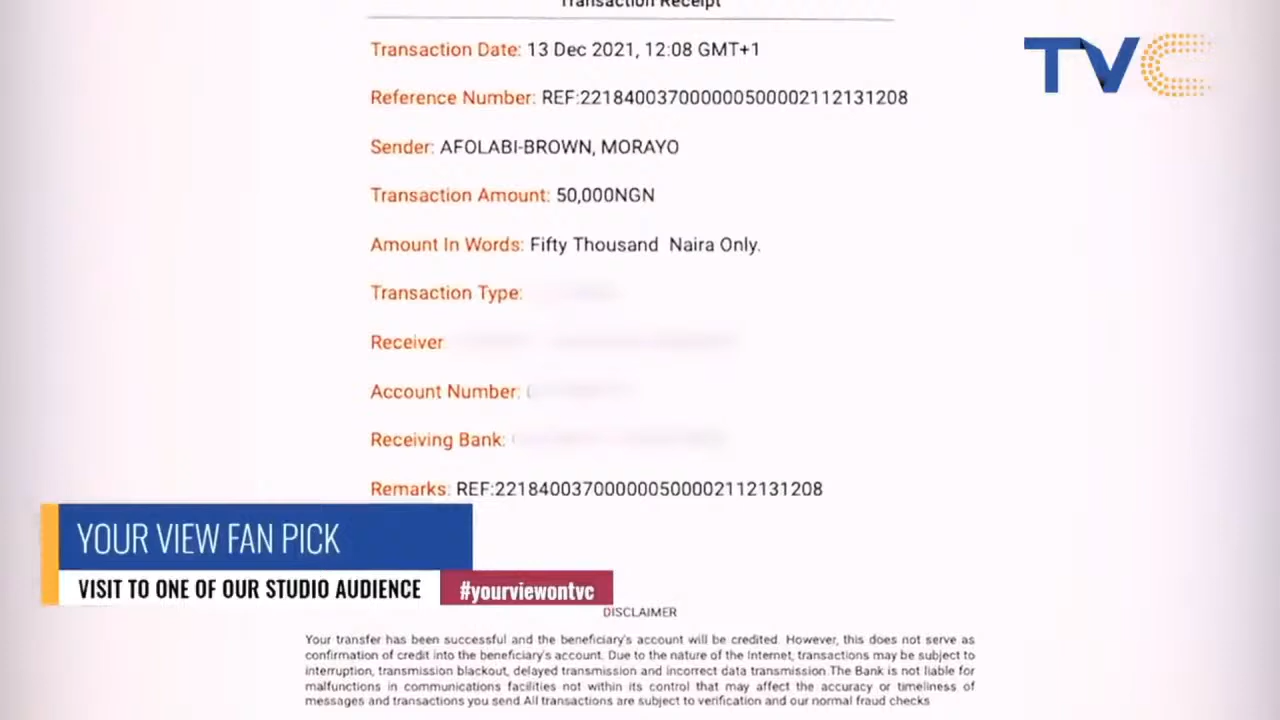 Transaction Receipt
TVC
Transaction Date: 13 Dec 2021, 12:08 GMT+1
Reference Number: REF:221840037000000500002112131208
Sender: AFOLABI-BROWN, MORAYO
Transaction Amount: 50,000NGN
Amount In Words: Fifty Thousand Naira Only.
Transaction Type:
Receiver
Account Number:
Receiving Bank:
Remarks: REF:221840037000000500002112131208
YOUR VIEW FAN PICK
VISIT TO ONE OF OUR STUDIO AUDIENCE
#yourviewontvc
DISCLAIMER
Your transfer has been successful and the beneficiary's account will be credited. However, this does not serve as
confirmation of credit into the beneficiary's account. Due to the nature of the Internet, transactions may be subject to
interruption, transmission blackout, delayed transmission and incorrect data transmission.The Bank is not liable for
malfunctions in communications facilities not within its control that may affect the accuracy or timeliness of
messages and transactions you send All transactions are subject to verification and our normal fraud checks